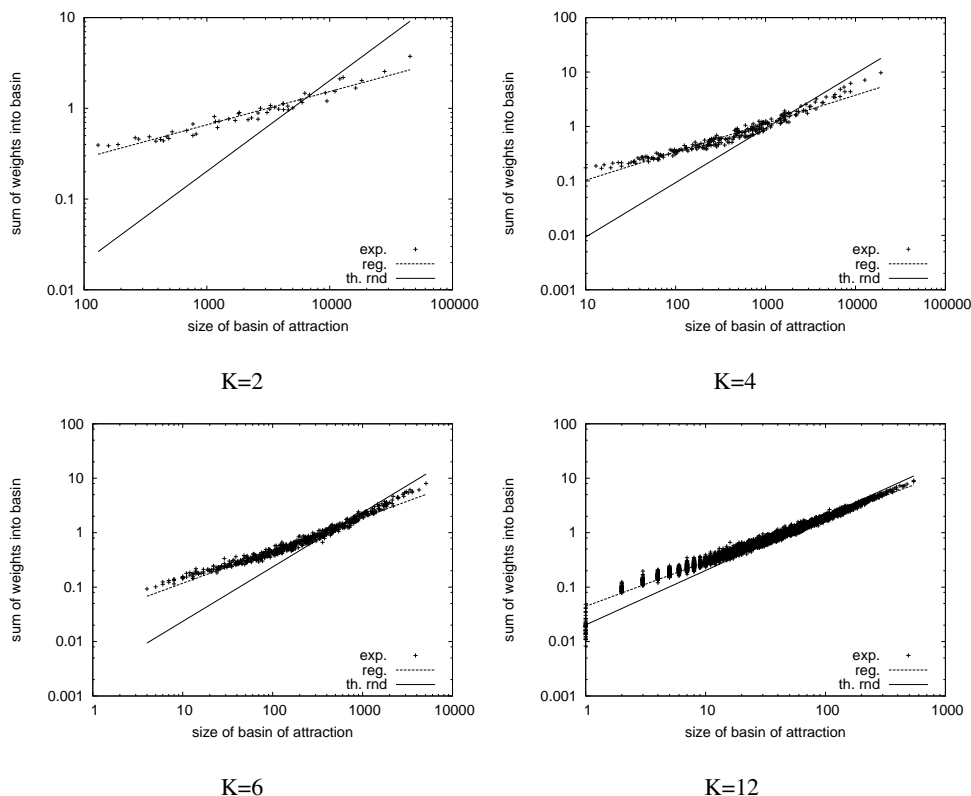 10
1
0.1
0.01
100 1000 10000 100000
sum of weights into basin
size of basin of attraction
exp.
reg.
th. rnd
K=2
100
10
1
0.1
0.01
0.001
10 100 1000 10000 100000
sum of weights into basin
size of basin of attraction
exp.
reg.
th. rnd
K=4
100
10
1
0.1
0.01
0.001
1 10 100 1000 10000
sum of weights into basin
size of basin of attraction
exp.
reg.
th. rnd
K=6
100
10
1
0.1
0.01
0.001
1 10 100 1000
sum of weights into basin
size of basin of attraction
exp.
reg.
th. rnd
K=12